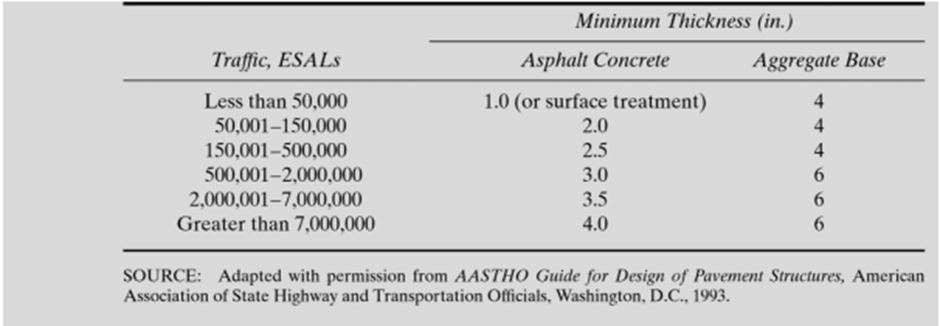 Minimum Thickness (in.)
Traffic, ESALs Asphalt Concrete Aggregate Base
Less than 50,000 1.0 (or surface treatment) 4
50,001–150,000 2.0 4
150,001–500,000 2.5 4
500,001–2,000,000 3.0 6
2,000,001–7,000,000 3.5 6
Greater than 7,000,000 4.0 6
SOURCE: Adapted with permission from AASTHO Guide for Design of Pavement Structures, American
Association of State Highway and Transportation Officials, Washington, D.C., 1993.